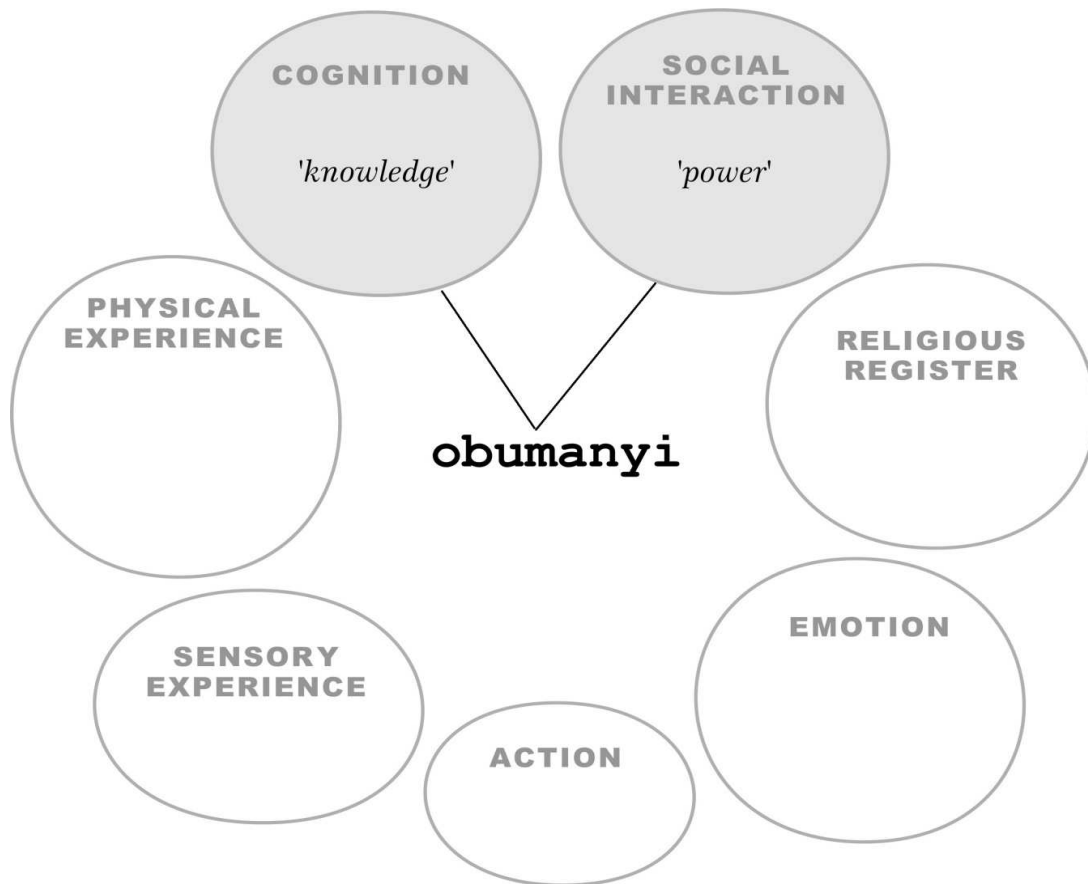 COGNITION
'knowledge'
SOCIAL
INTERACTION
'power'
PHYSICAL
EXPERIENCE
RELIGIOUS
REGISTER
obumanyi
SENSORY
EXPERIENCE
EMOTION
ACTION